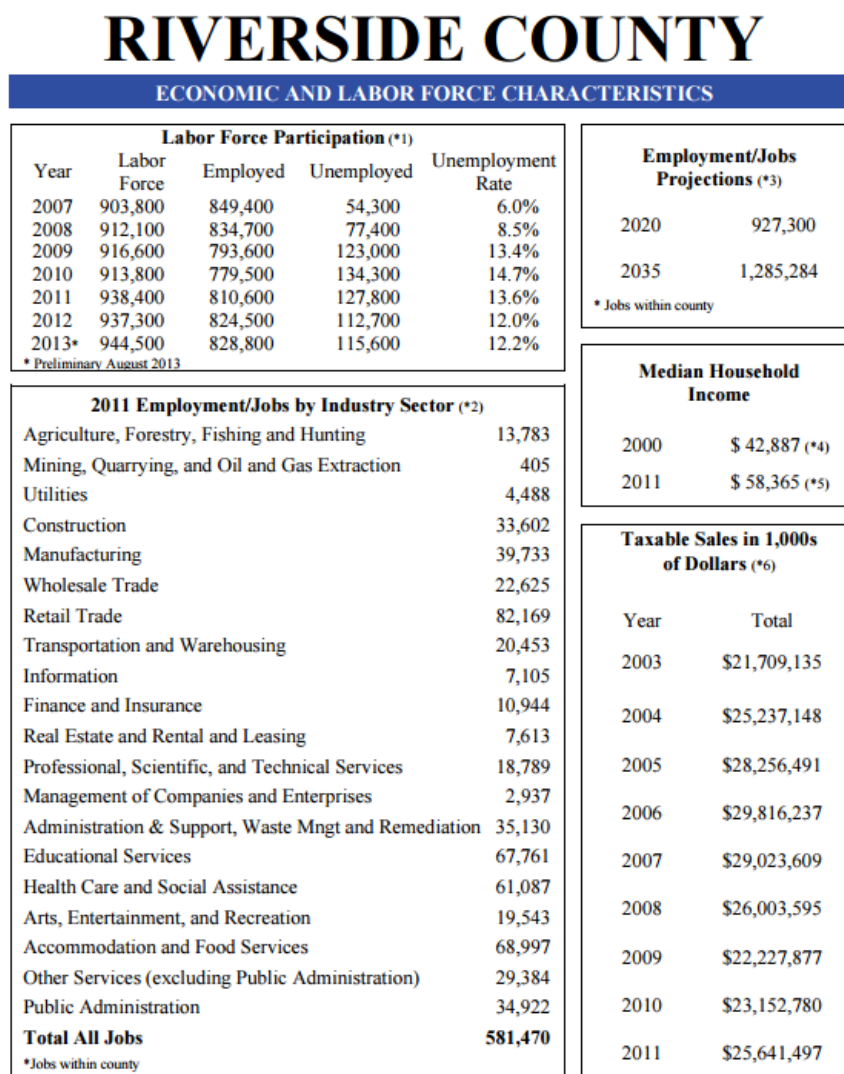 RIVERSIDE COUNTY
ECONOMIC AND LABOR FORCE CHARACTERISTICS
Labor Force Participation (*1)
Year Labor Force Employed Unemployed Unemployment Rate
2007 903,800 849,400 54,300 6.0%
2008 912,100 834,700 77,400 8.5%
2009 916,600 793,600 123,000 13.4%
2010 913,800 779,500 134,300 14.7%
2011 938,400 810,600 127,800 13.6%
2012 937,300 824,500 112,700 12.0%
2013* 944,500 828,800 115,600 12.2%
* Preliminary August 2013
2011 Employment/Jobs by Industry Sector (*2)
Agriculture, Forestry, Fishing and Hunting 13,783
Mining, Quarrying, and Oil and Gas Extraction 405
Utilities 4,488
Construction 33,602
Manufacturing 39,733
Wholesale Trade 22,625
Retail Trade 82,169
Transportation and Warehousing 20,453
Information 7,105
Finance and Insurance 10,944
Real Estate and Rental and Leasing 7,613
Professional, Scientific, and Technical Services 18,789
Management of Companies and Enterprises 2,937
Administration & Support, Waste Mngt and Remediation 35,130
Educational Services 67,761
Health Care and Social Assistance 61,087
Arts, Entertainment, and Recreation 19,543
Accommodation and Food Services 68,997
Other Services (excluding Public Administration) 29,384
Public Administration 34,922
Total All Jobs 581,470
*Jobs within county
Employment/Jobs
Projections (*3)
2020 927,300
2035 1,285,284
* Jobs within county
Median Household
Income
2000 $ 42,887 (*4)
2011 $ 58,365 (*5)
Taxable Sales in 1,000s
of Dollars (*6)
Year Total
2003 $21,709,135
2004 $25,237,148
2005 $28,256,491
2006 $29,816,237
2007 $29,023,609
2008 $26,003,595
2009 $22,227,877
2010 $23,152,780
2011 $25,641,497